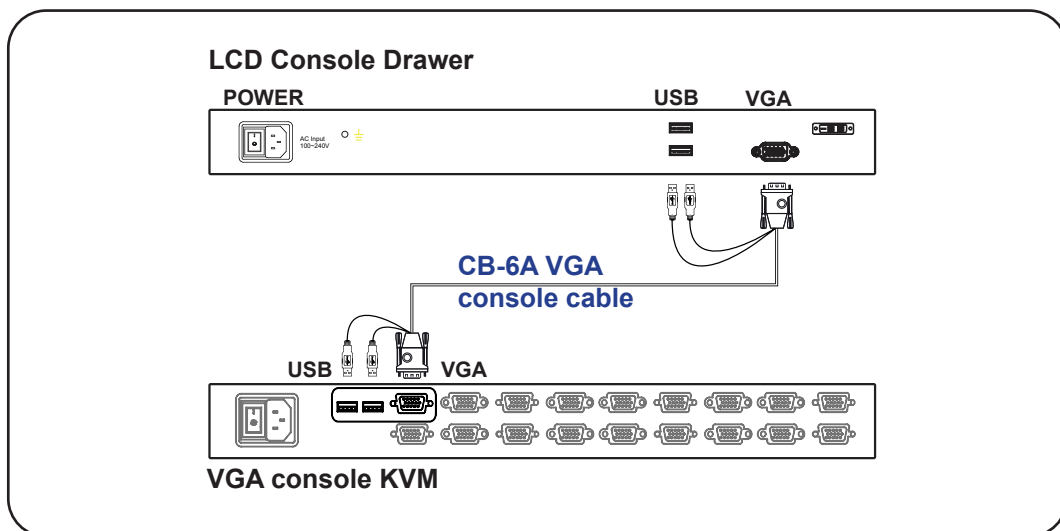 LCD Console Drawer
POWER
USB
VGA
AC Input
100~240V
CB-6A VGA
console cable
USB
VGA
VGA console KVM